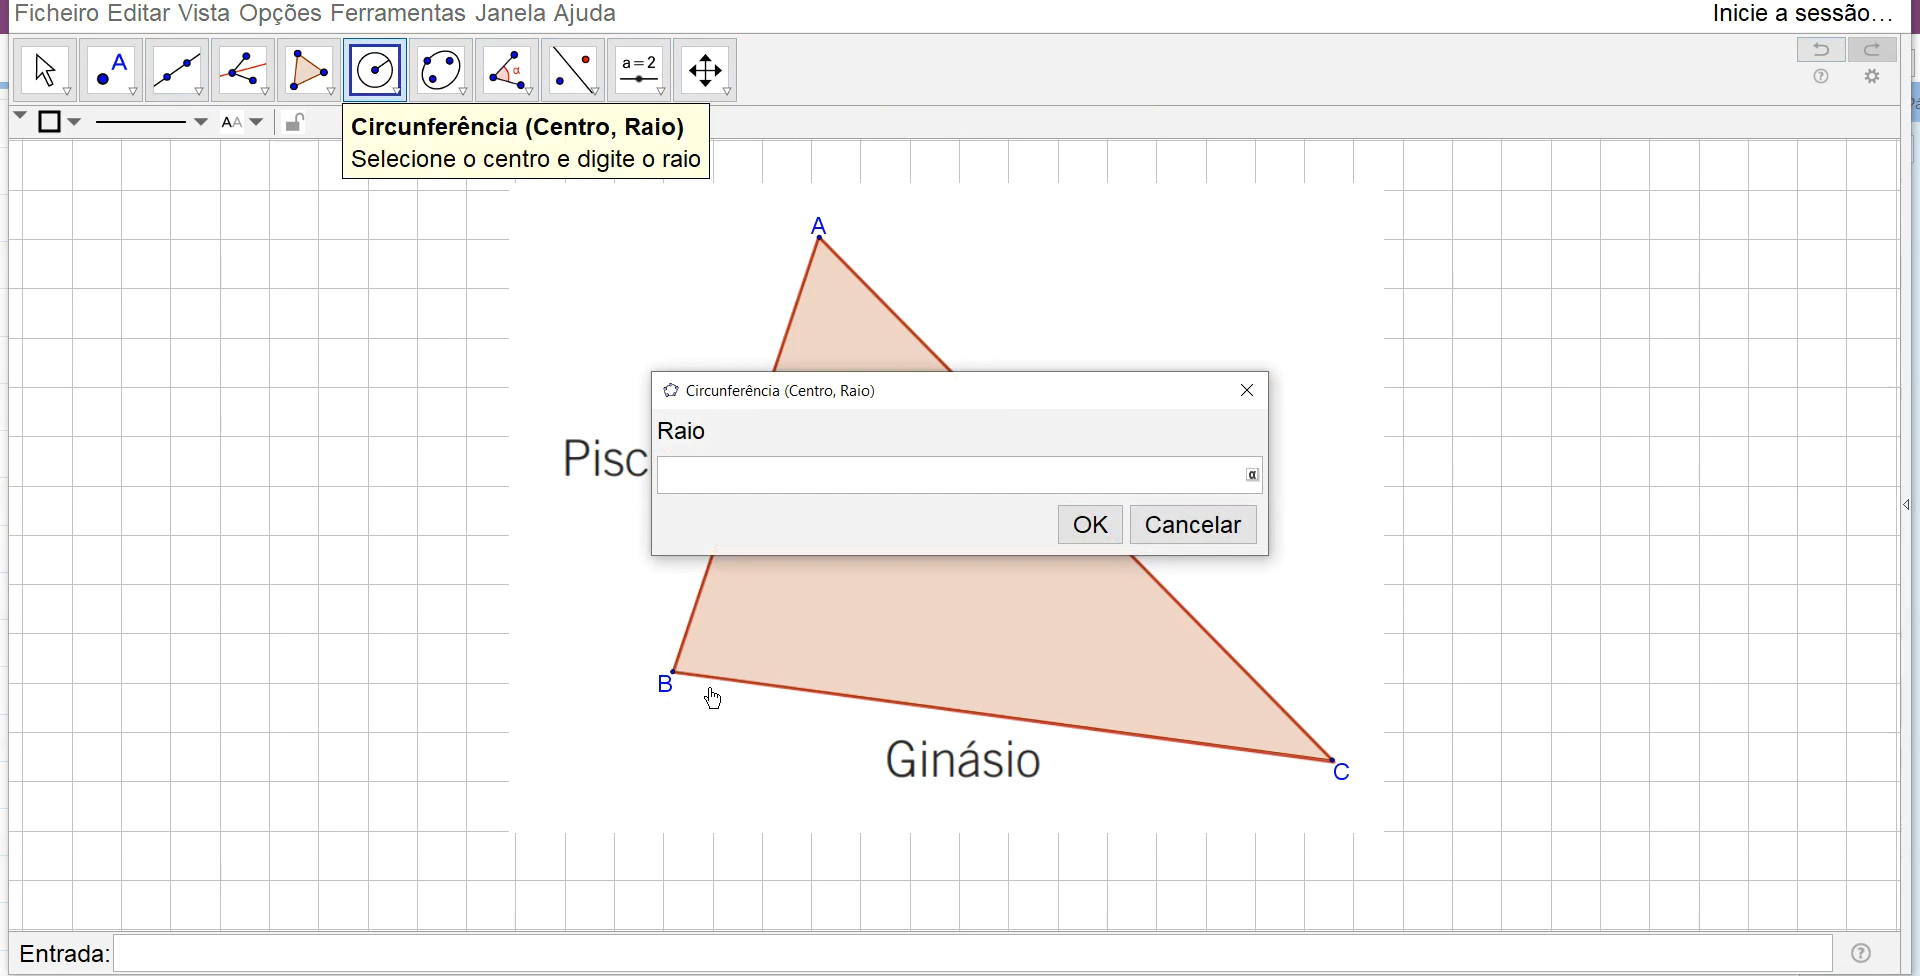 Ficheiro Editar Vista Opções Ferramentas Janela Ajuda
Inicie a sessão...
A
α
a=2
AA
Circunferência (Centro, Raio)
Selecione o centro e digite o raio
A
Circunferência (Centro, Raio)
Raio
Pisc
α
OK Cancelar
B
Ginásio
C
Entrada: